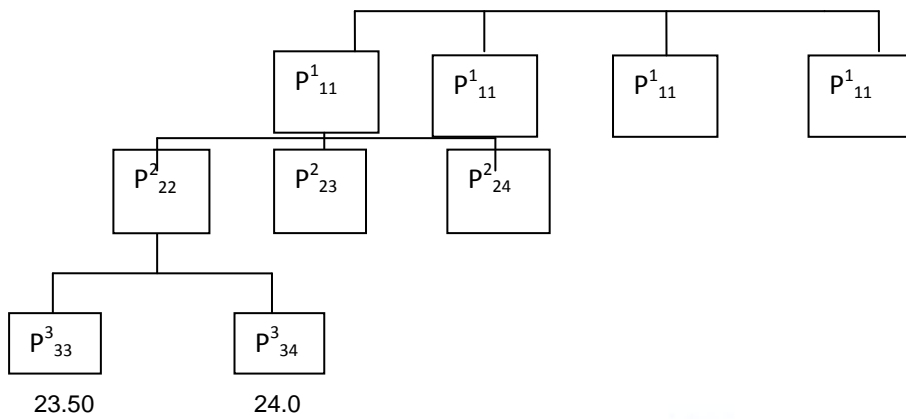 P¹₁₁ P¹₁₁ P¹₁₁ P¹₁₁
P²₂₂ P²₂₃ P²₂₄
P³₃₃ P³₃₄
23.50 24.0